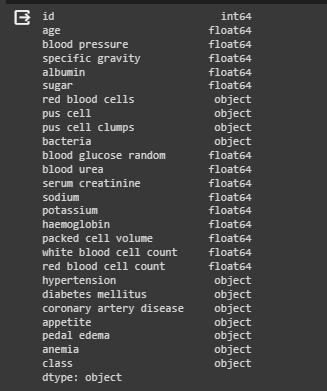 id int64
age float64
blood pressure float64
specific gravity float64
albumin float64
sugar float64
red blood cells object
pus cell object
pus cell clumps object
bacteria object
blood glucose random float64
blood urea float64
serum creatinine float64
sodium float64
potassium float64
haemoglobin float64
packed cell volume float64
white blood cell count float64
red blood cell count float64
hypertension object
diabetes mellitus object
coronary artery disease object
appetite object
pedal edema object
anemia object
class object
dtype: object